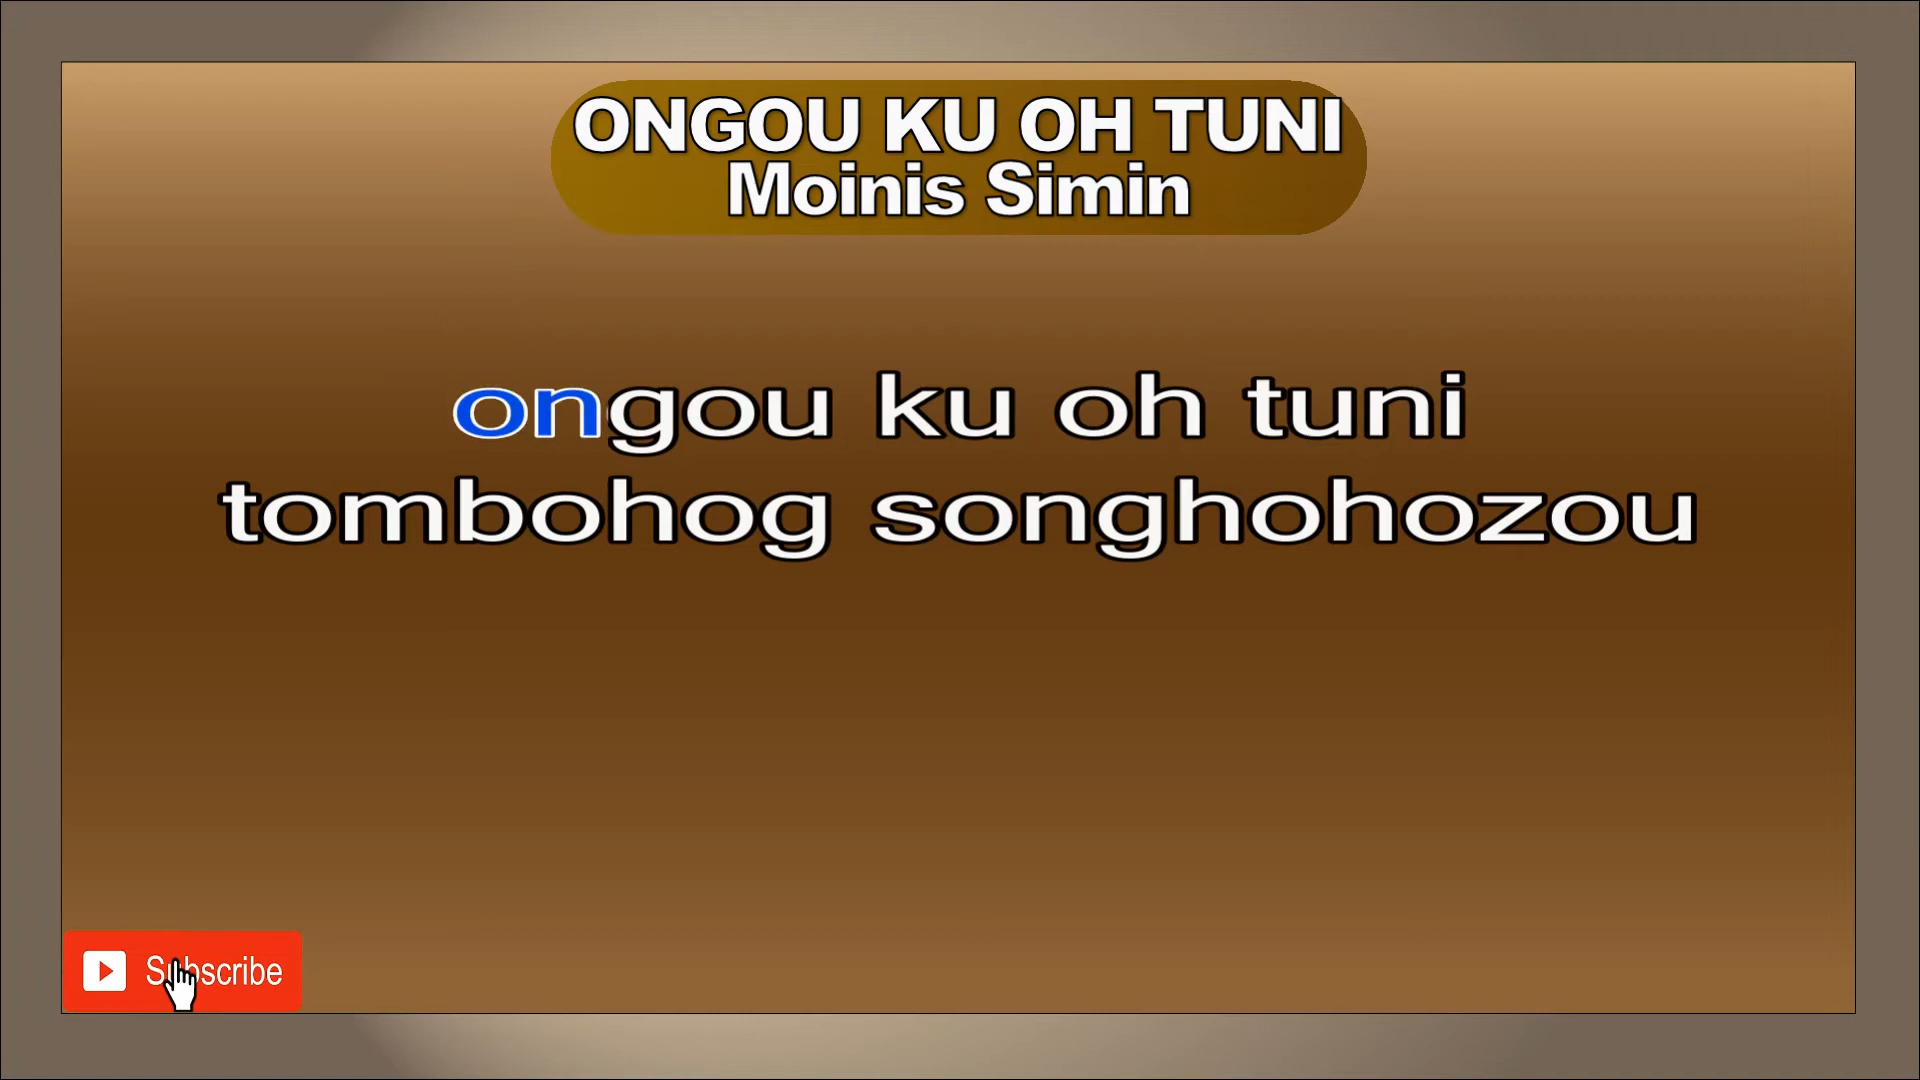 ONGOU KU OH TUNI
Moinis Simin
ongou ku oh tuni
tombohog songhohozou
Subscribe